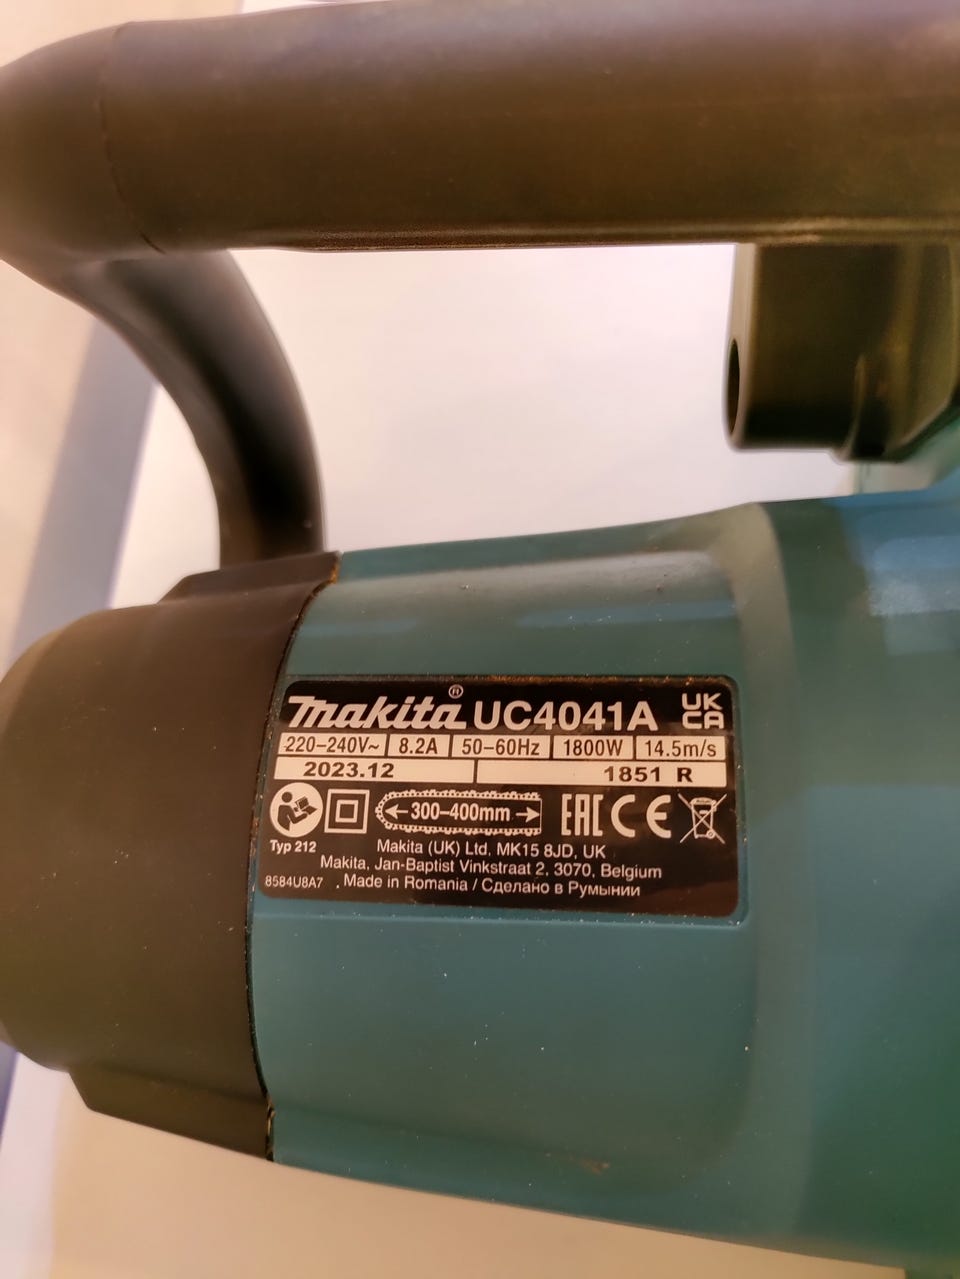 makita® UC4041A UK CA
220–240V~ 8.2A 50–60Hz 1800W 14.5m/s
2023.12 1851 R
300–400mm EAC CE
Typ 212 Makita (UK) Ltd, MK15 8JD, UK
Makita, Jan-Baptist Vinkstraat 2, 3070, Belgium
8584U8A7 Made in Romania / Сделано в Румынии